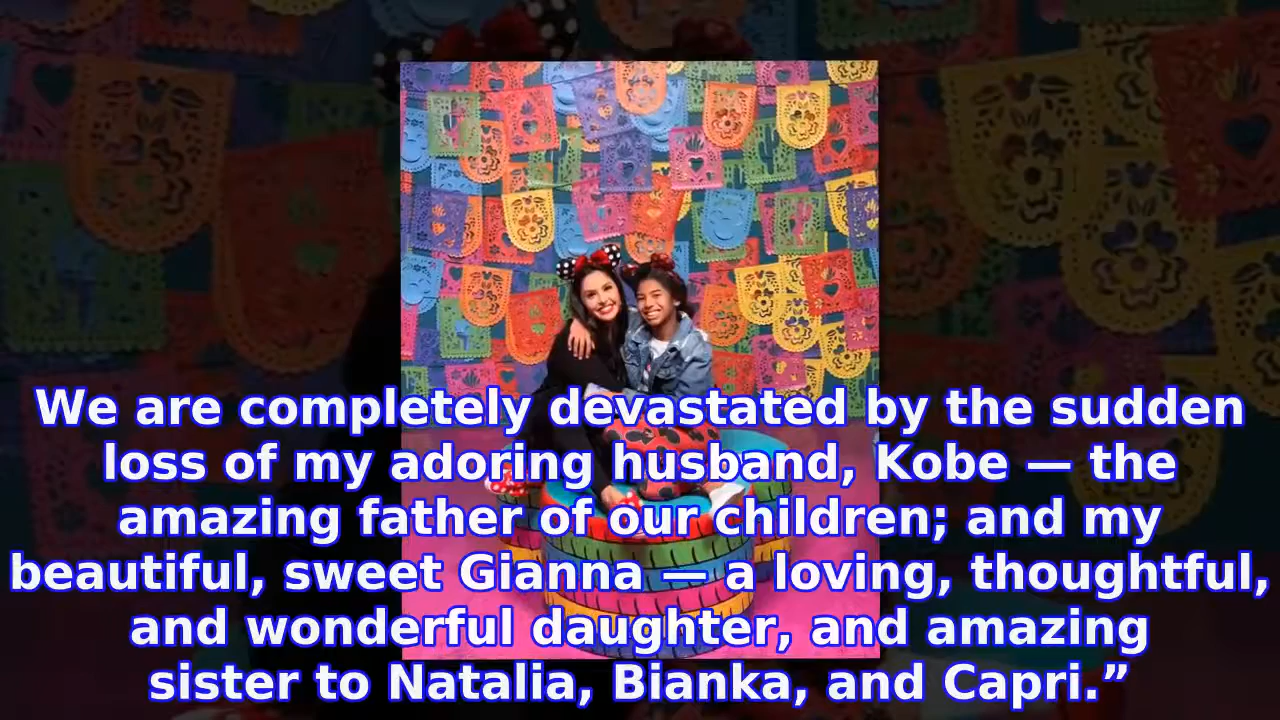 We are completely devastated by the sudden
loss of my adoring husband, Kobe — the
amazing father of our children; and my
beautiful, sweet Gianna — a loving, thoughtful,
and wonderful daughter, and amazing
sister to Natalia, Bianka, and Capri.”